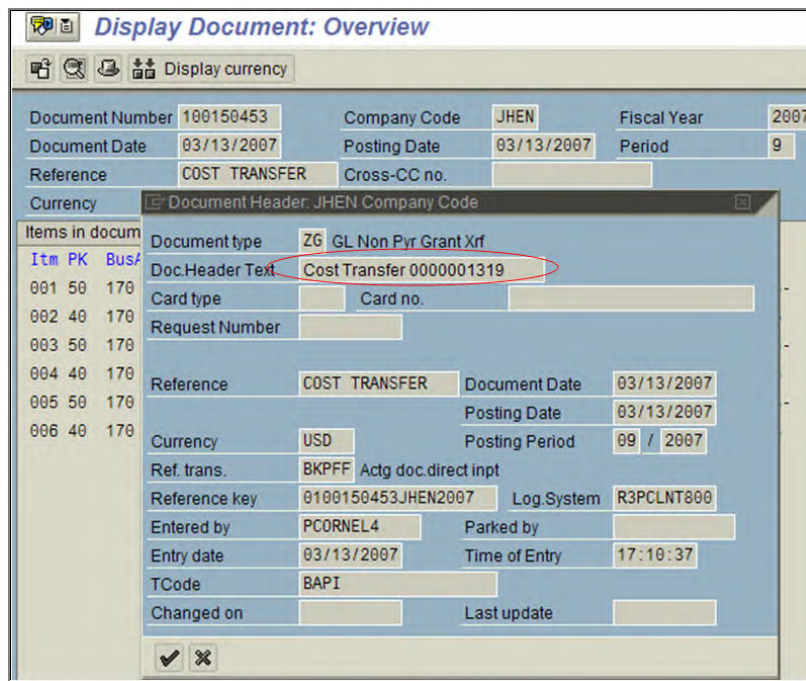 Display Document: Overview
Display currency
Document Number 100150453 Company Code JHEN Fiscal Year 2007
Document Date 03/13/2007 Posting Date 03/13/2007 Period 9
Reference COST TRANSFER Cross-CC no.
Currency
Document Header: JHEN Company Code
Items in docum
Itm PK BusA
001 50 170
002 40 170
003 50 170
004 40 170
005 50 170
006 40 170
Document type ZG GL Non Pyr Grant Xrf
Doc.Header Text Cost Transfer 0000001319
Card type Card no.
Request Number
Reference COST TRANSFER Document Date 03/13/2007
Posting Date 03/13/2007
Currency USD Posting Period 09 / 2007
Ref. trans. BKPFF Actg doc.direct inpt
Reference key 0100150453JHEN2007 Log.System R3PCLNT800
Entered by PCORNEL4 Parked by
Entry date 03/13/2007 Time of Entry 17:10:37
TCode BAPI
Changed on Last update